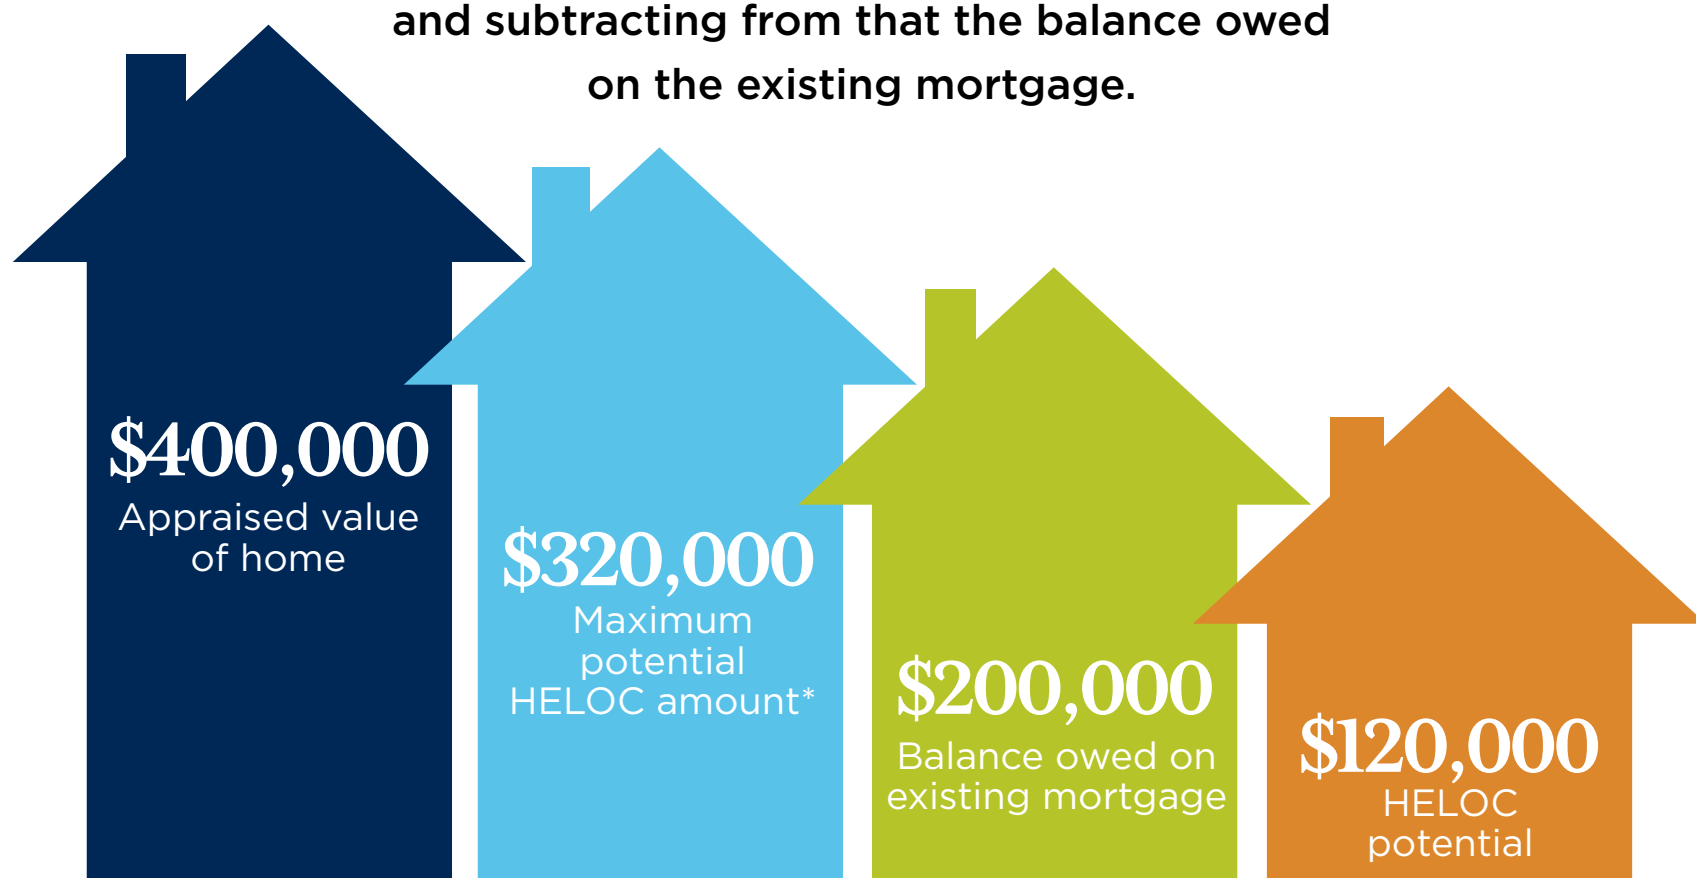 and subtracting from that the balance owed
on the existing mortgage.
$400,000
Appraised value
of home
$320,000
Maximum
potential
HELOC amount*
$200,000
Balance owed on
existing mortgage
$120,000
HELOC
potential